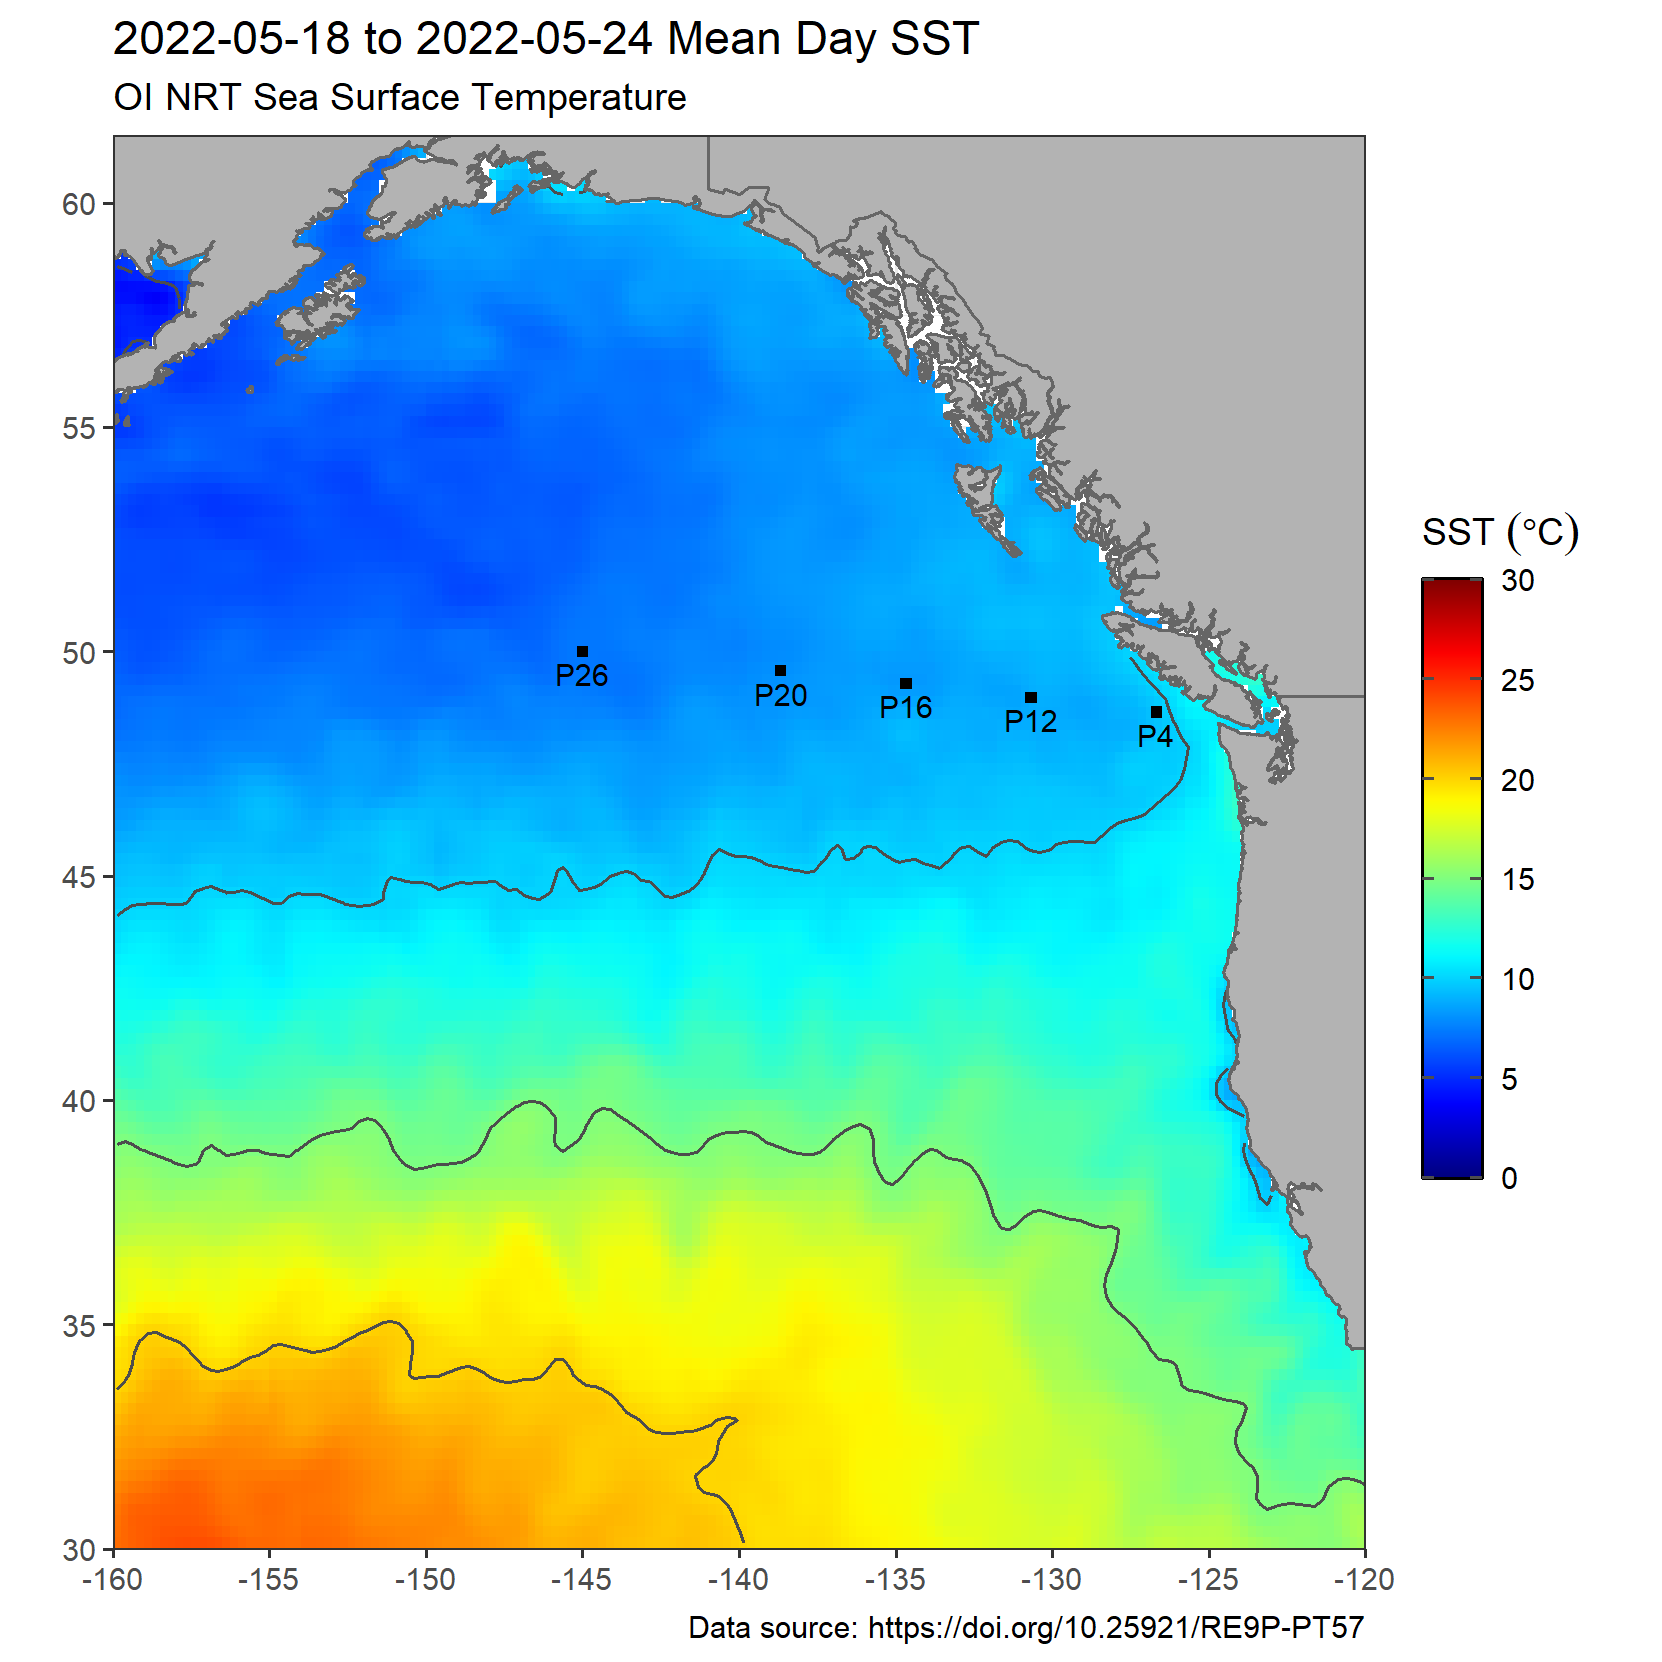 2022-05-18 to 2022-05-24 Mean Day SST
OI NRT Sea Surface Temperature
60
55
50
45
40
35
30
P26
P20
P16
P12
P4
-160
-155
-150
-145
-140
-135
-130
-125
-120
SST (°C)
30
25
20
15
10
5
0
Data source: https://doi.org/10.25921/RE9P-PT57